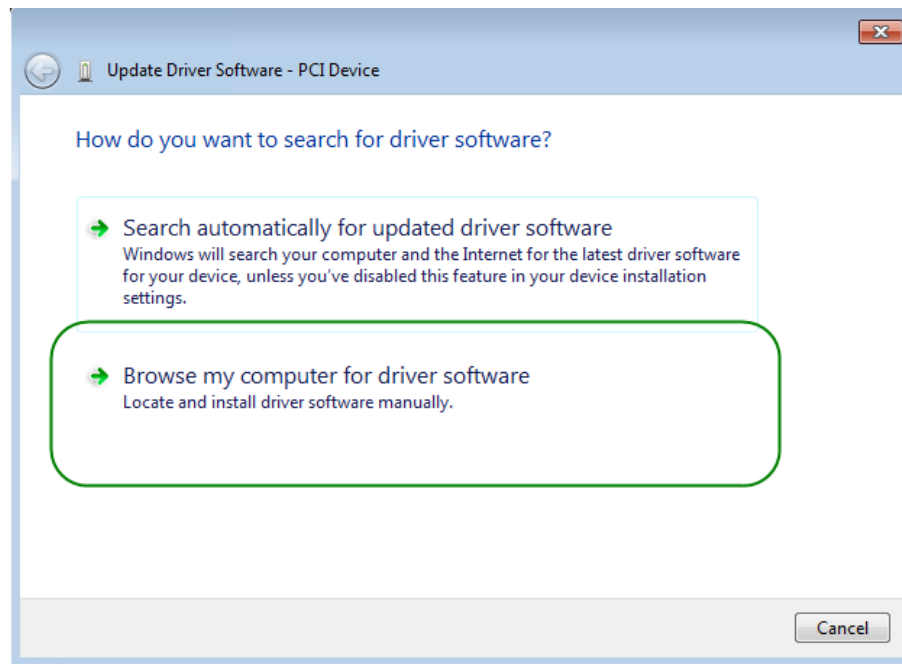 Update Driver Software - PCI Device
How do you want to search for driver software?
Search automatically for updated driver software
Windows will search your computer and the Internet for the latest driver software
for your device, unless you've disabled this feature in your device installation
settings.
Browse my computer for driver software
Locate and install driver software manually.
Cancel